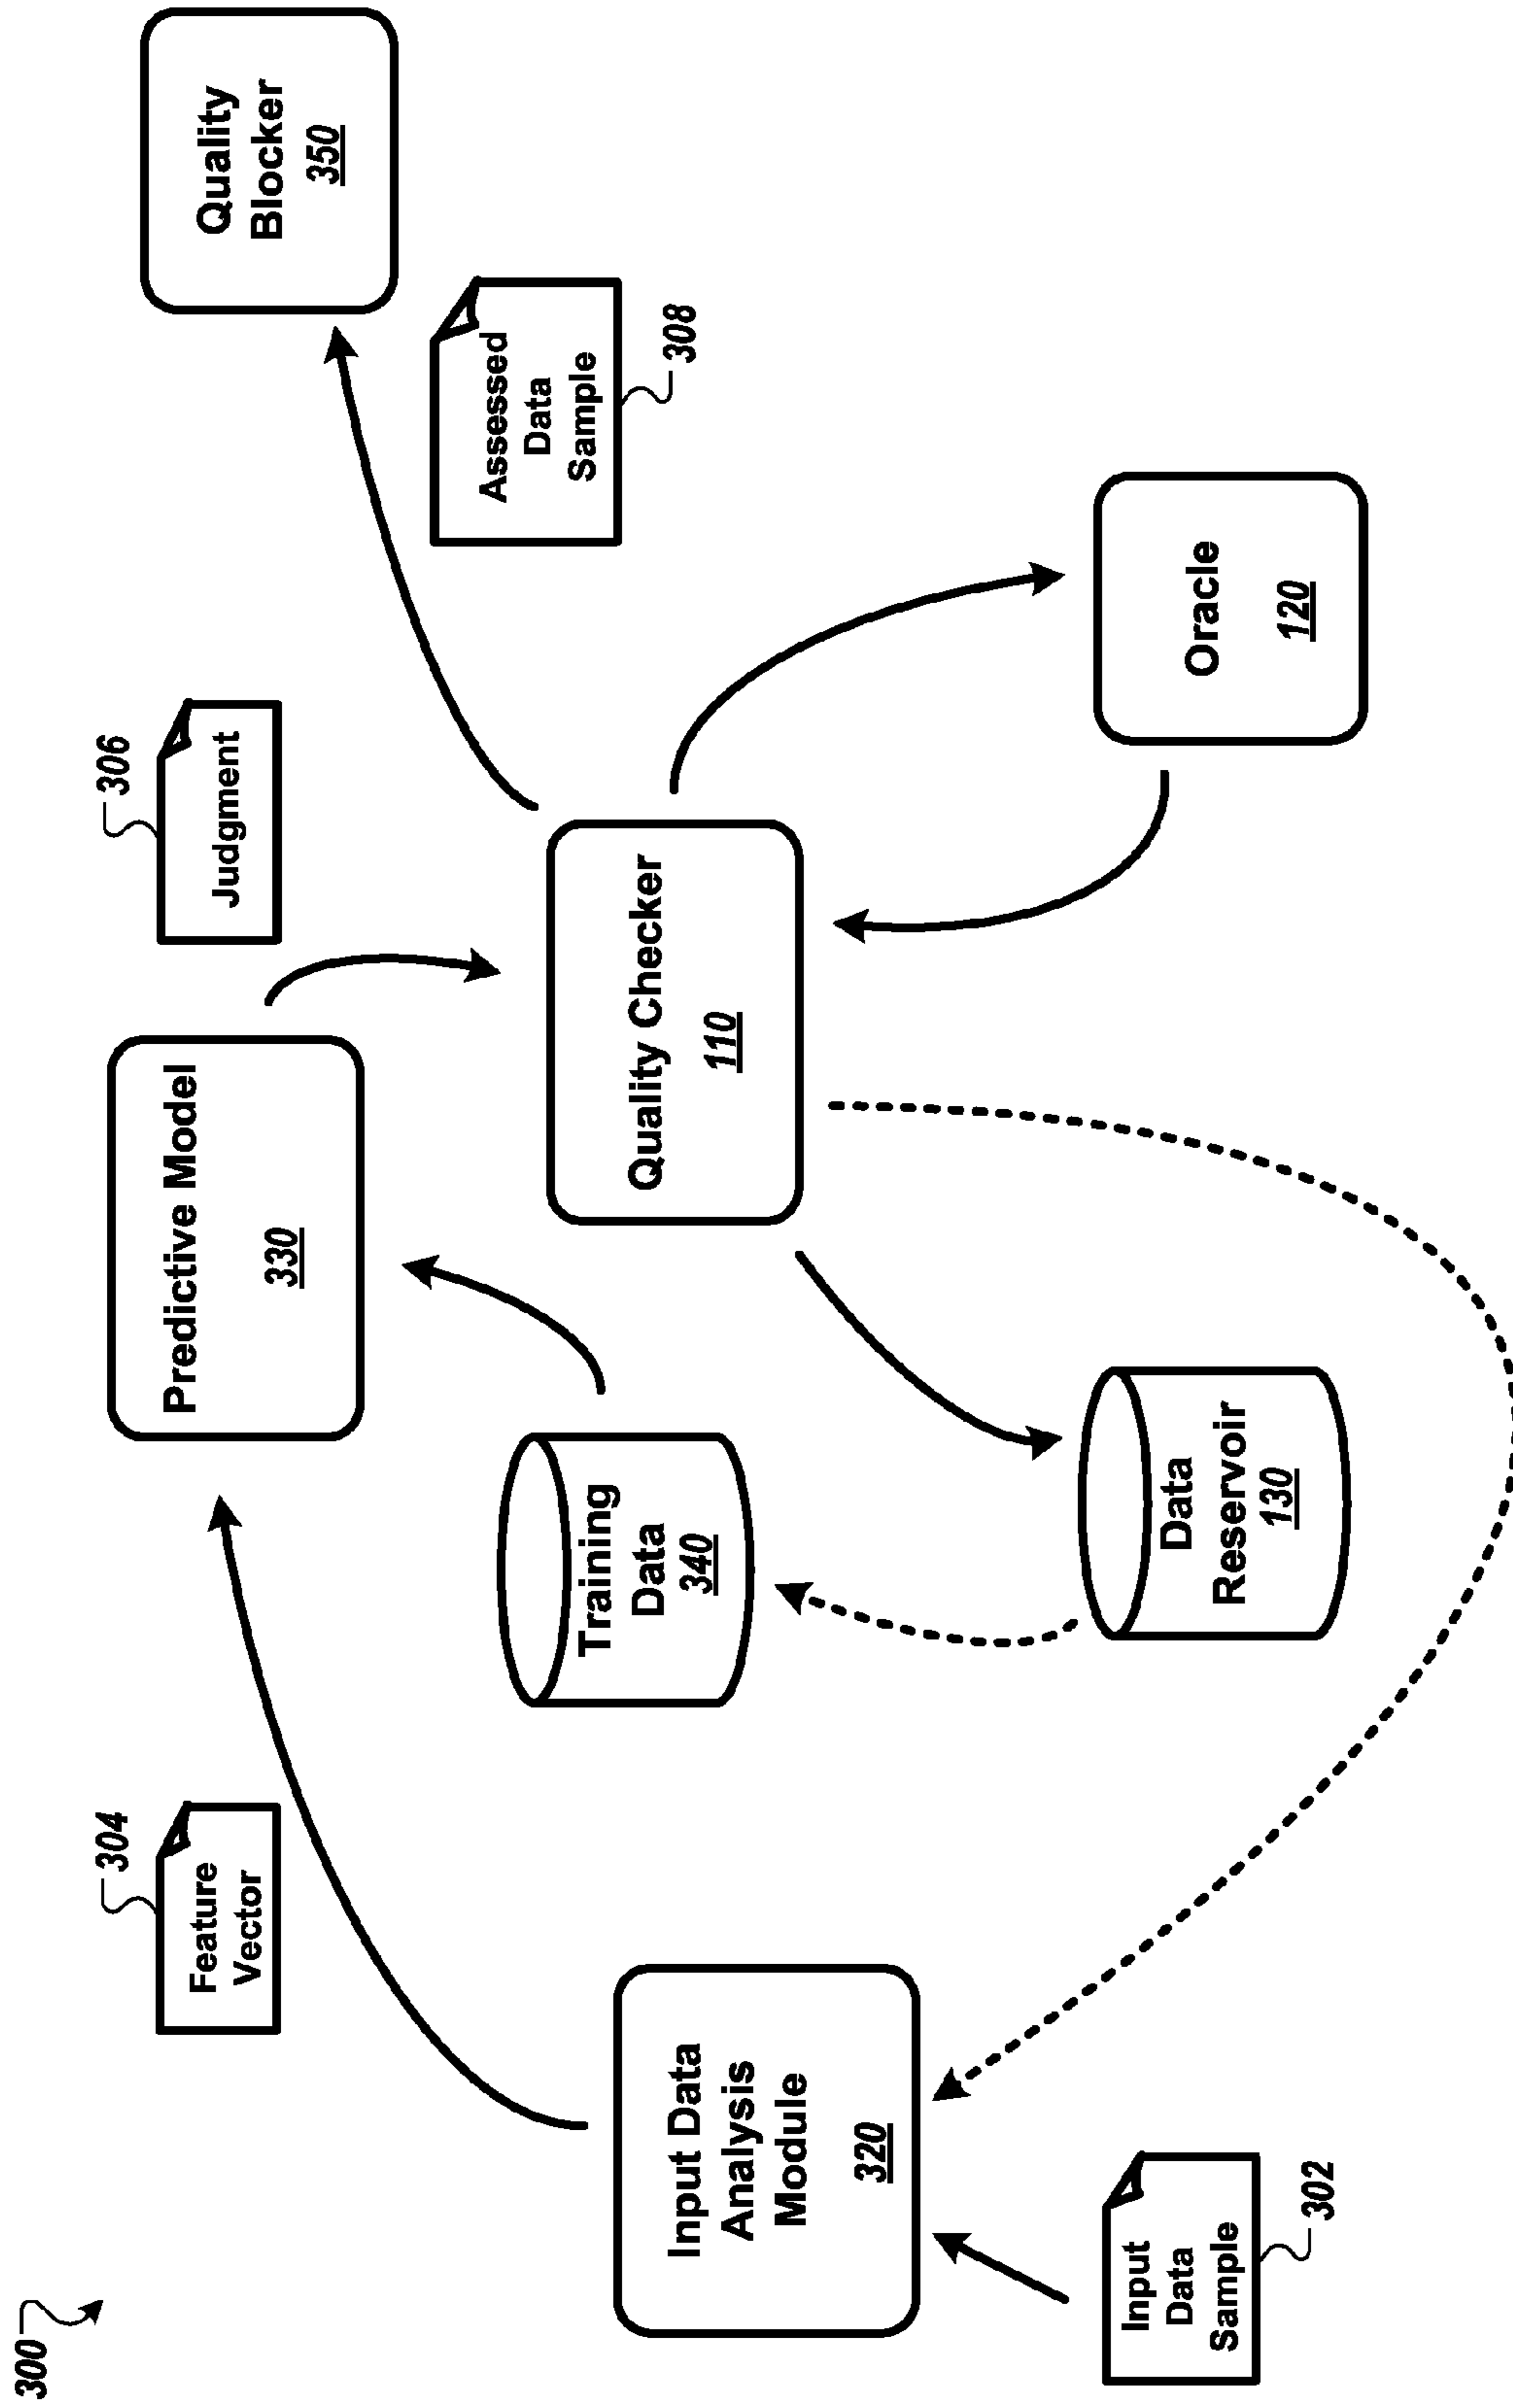 300
304
Feature
Vector
306
Judgment
Predictive Model
330
Quality
Blocker
350
Assessed
Data
Sample
308
Training
Data
340
Quality Checker
110
Input Data
Analysis
Module
320
Input
Data
Sample
302
Data
Reservoir
130
Oracle
120